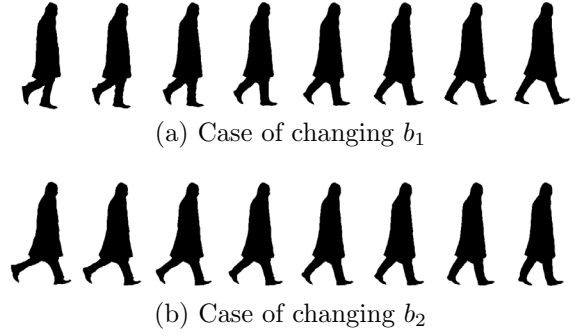 (a) Case of changing b₁
(b) Case of changing b₂